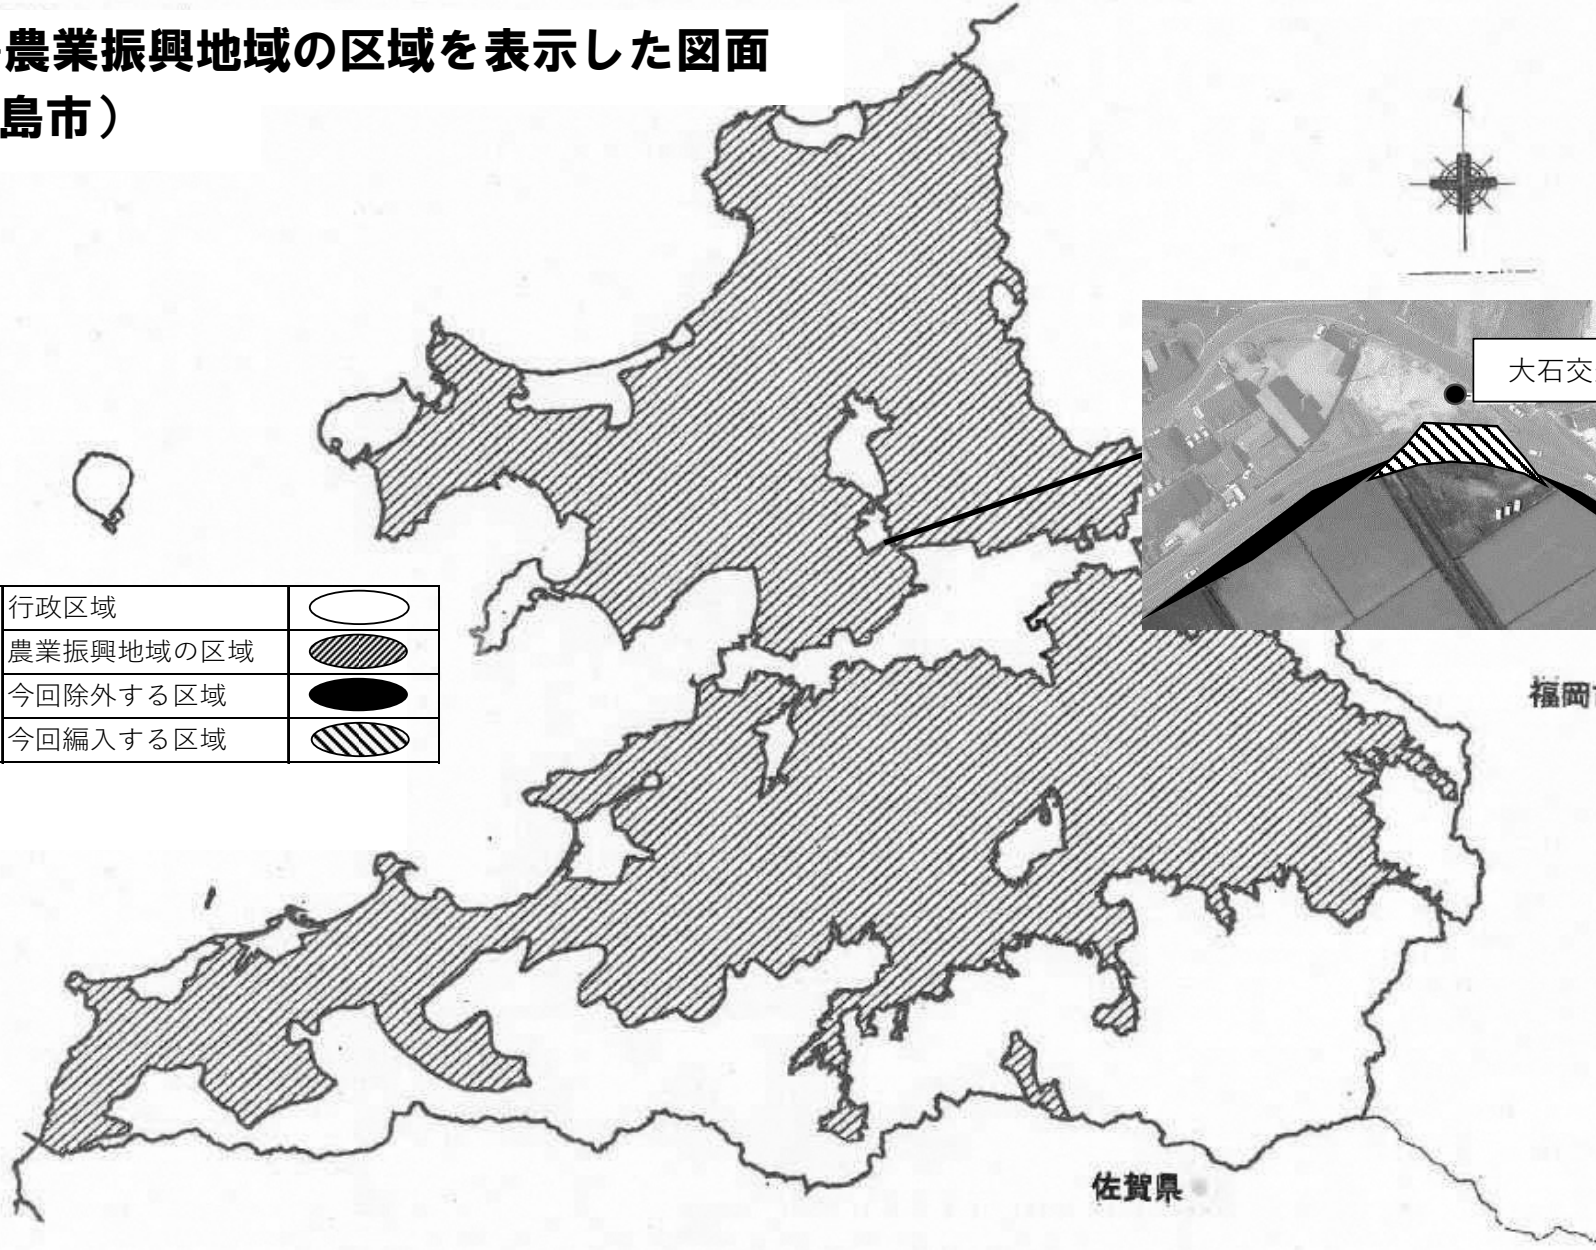 農業振興地域の区域を表示した図面
島市）
大石交
行政区域
農業振興地域の区域
今回除外する区域
今回編入する区域
福岡
佐賀県